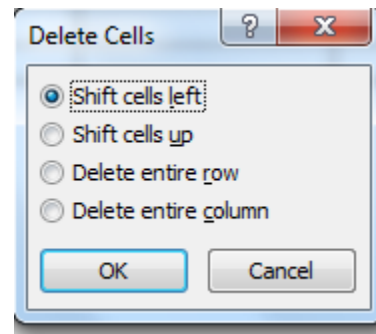 Delete Cells
Shift cells left
Shift cells up
Delete entire row
Delete entire column
OK Cancel